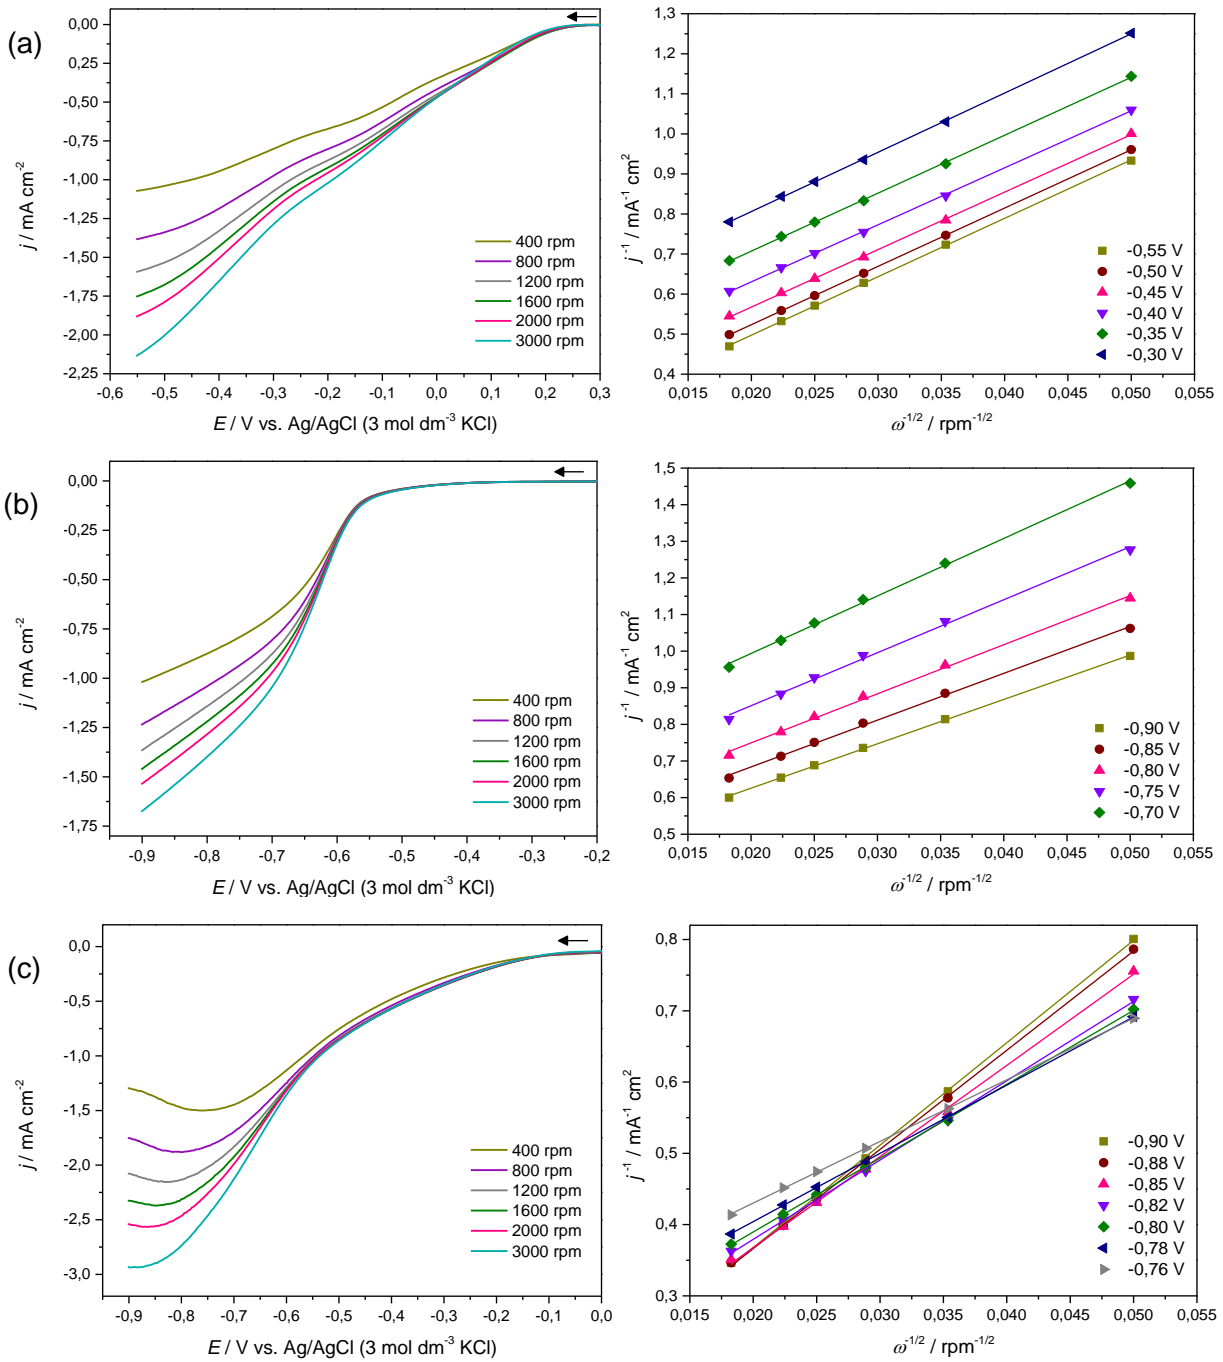 (a)
0,00
-0,25
-0,50
-0,75
-1,00
-1,25
-1,50
-1,75
-2,00
-2,25
-0,6 -0,5 -0,4 -0,3 -0,2 -0,1 0,0 0,1 0,2 0,3
j / mA cm-2
E / V vs. Ag/AgCl (3 mol dm-3 KCl)
400 rpm
800 rpm
1200 rpm
1600 rpm
2000 rpm
3000 rpm
1,3
1,2
1,1
1,0
0,9
0,8
0,7
0,6
0,5
0,4
0,015 0,020 0,025 0,030 0,035 0,040 0,045 0,050 0,055
j -1 / mA-1 cm2
ω-1/2 / rpm-1/2
-0,55 V
-0,50 V
-0,45 V
-0,40 V
-0,35 V
-0,30 V
(b)
0,00
-0,25
-0,50
-0,75
-1,00
-1,25
-1,50
-1,75
-0,9 -0,8 -0,7 -0,6 -0,5 -0,4 -0,3 -0,2
j / mA cm-2
E / V vs. Ag/AgCl (3 mol dm-3 KCl)
400 rpm
800 rpm
1200 rpm
1600 rpm
2000 rpm
3000 rpm
1,5
1,4
1,3
1,2
1,1
1,0
0,9
0,8
0,7
0,6
0,5
0,015 0,020 0,025 0,030 0,035 0,040 0,045 0,050 0,055
j -1 / mA-1 cm2
ω-1/2 / rpm-1/2
-0,90 V
-0,85 V
-0,80 V
-0,75 V
-0,70 V
(c)
0,0
-0,5
-1,0
-1,5
-2,0
-2,5
-3,0
-0,9 -0,8 -0,7 -0,6 -0,5 -0,4 -0,3 -0,2 -0,1 0,0
j / mA cm-2
E / V vs. Ag/AgCl (3 mol dm-3 KCl)
400 rpm
800 rpm
1200 rpm
1600 rpm
2000 rpm
3000 rpm
0,8
0,7
0,6
0,5
0,4
0,3
0,015 0,020 0,025 0,030 0,035 0,040 0,045 0,050 0,055
j -1 / mA-1 cm2
ω-1/2 / rpm-1/2
-0,90 V
-0,88 V
-0,85 V
-0,82 V
-0,80 V
-0,78 V
-0,76 V